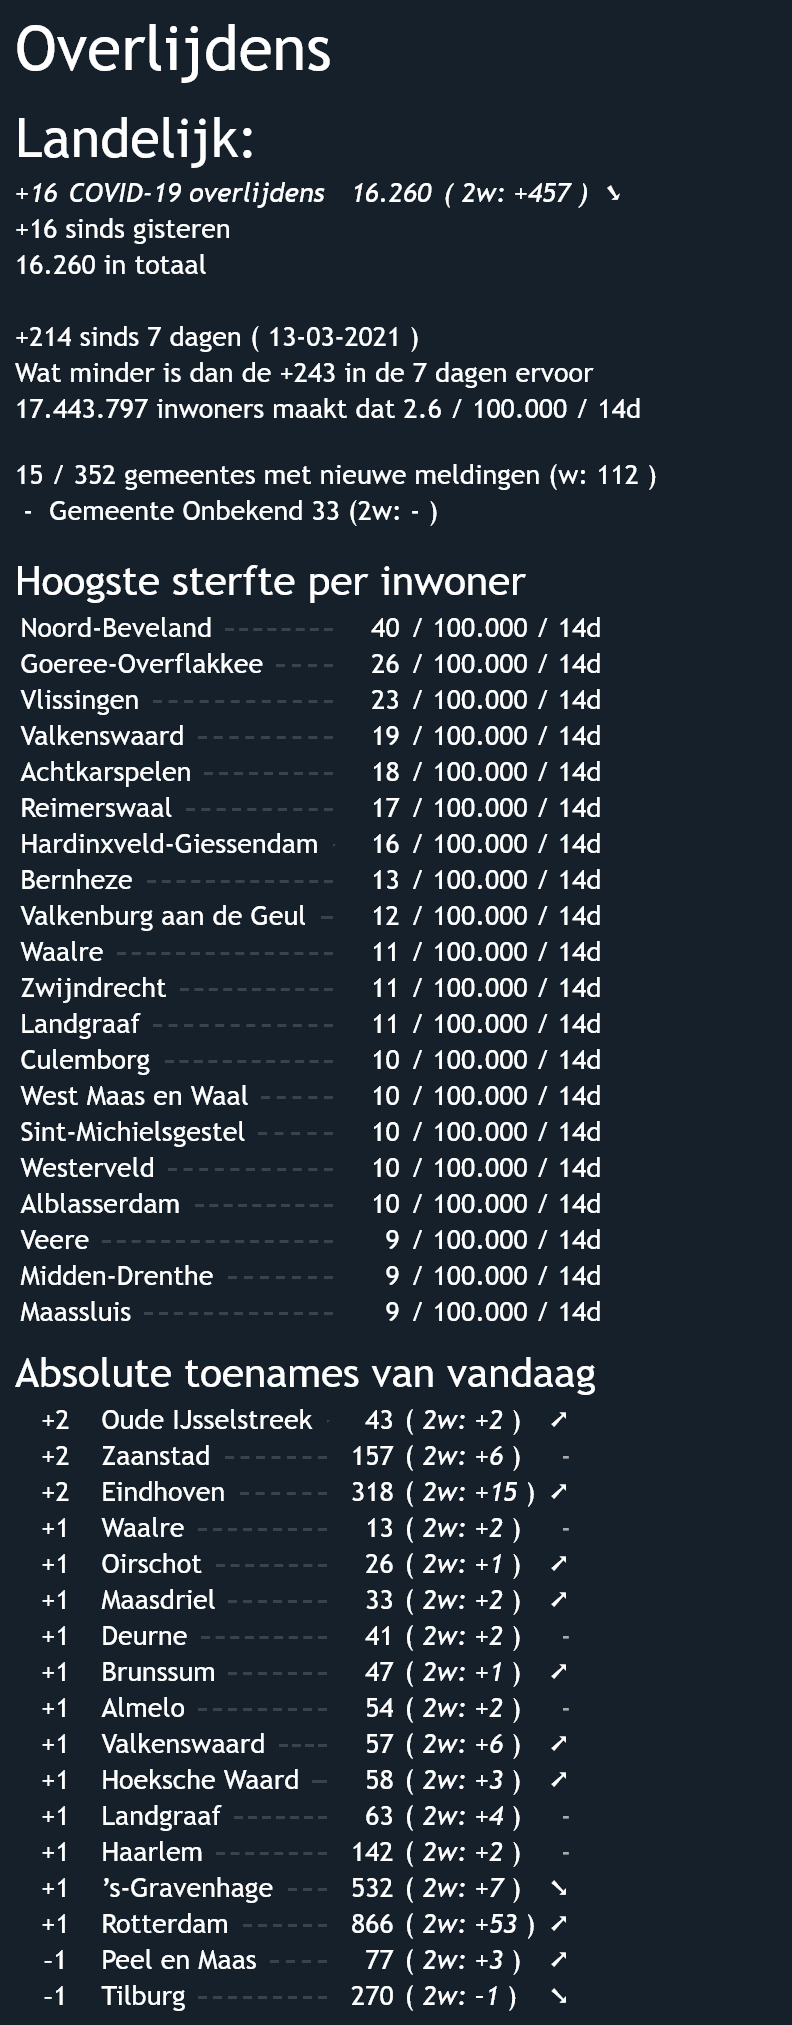 Overlijdens
Landelijk:
+16 COVID-19 overlijdens 16.260 ( 2w: +457 ) ➘
+16 sinds gisteren
16.260 in totaal
+214 sinds 7 dagen ( 13-03-2021 )
Wat minder is dan de +243 in de 7 dagen ervoor
17.443.797 inwoners maakt dat 2.6 / 100.000 / 14d
15 / 352 gemeentes met nieuwe meldingen (w: 112 )
- Gemeente Onbekend 33 (2w: - )
Hoogste sterfte per inwoner
Noord-Beveland -------- 40 / 100.000 / 14d
Goeree-Overflakkee ---- 26 / 100.000 / 14d
Vlissingen ------------ 23 / 100.000 / 14d
Valkenswaard --------- 19 / 100.000 / 14d
Achtkarspelen --------- 18 / 100.000 / 14d
Reimerswaal ---------- 17 / 100.000 / 14d
Hardinxveld-Giessendam - 16 / 100.000 / 14d
Bernheze ------------- 13 / 100.000 / 14d
Valkenburg aan de Geul - 12 / 100.000 / 14d
Waalre --------------- 11 / 100.000 / 14d
Zwijndrecht ----------- 11 / 100.000 / 14d
Landgraaf ------------ 11 / 100.000 / 14d
Culemborg ------------ 10 / 100.000 / 14d
West Maas en Waal ----- 10 / 100.000 / 14d
Sint-Michielsgestel ----- 10 / 100.000 / 14d
Westerveld ----------- 10 / 100.000 / 14d
Alblasserdam ---------- 10 / 100.000 / 14d
Veere ---------------- 9 / 100.000 / 14d
Midden-Drenthe ------- 9 / 100.000 / 14d
Maassluis ------------- 9 / 100.000 / 14d
Absolute toenames van vandaag
+2 Oude IJsselstreek - 43 ( 2w: +2 ) ➚
+2 Zaanstad ------- 157 ( 2w: +6 ) -
+2 Eindhoven ------ 318 ( 2w: +15 ) ➚
+1 Waalre --------- 13 ( 2w: +2 ) -
+1 Oirschot -------- 26 ( 2w: +1 ) ➚
+1 Maasdriel ------- 33 ( 2w: +2 ) ➚
+1 Deurne --------- 41 ( 2w: +2 ) -
+1 Brunssum ------- 47 ( 2w: +1 ) ➚
+1 Almelo --------- 54 ( 2w: +2 ) -
+1 Valkenswaard ---- 57 ( 2w: +6 ) ➚
+1 Hoeksche Waard - 58 ( 2w: +3 ) ➚
+1 Landgraaf ------- 63 ( 2w: +4 ) -
+1 Haarlem -------- 142 ( 2w: +2 ) -
+1 's-Gravenhage --- 532 ( 2w: +7 ) ➘
+1 Rotterdam ------ 866 ( 2w: +53 ) ➚
-1 Peel en Maas ---- 77 ( 2w: +3 ) ➚
-1 Tilburg --------- 270 ( 2w: -1 ) ➘